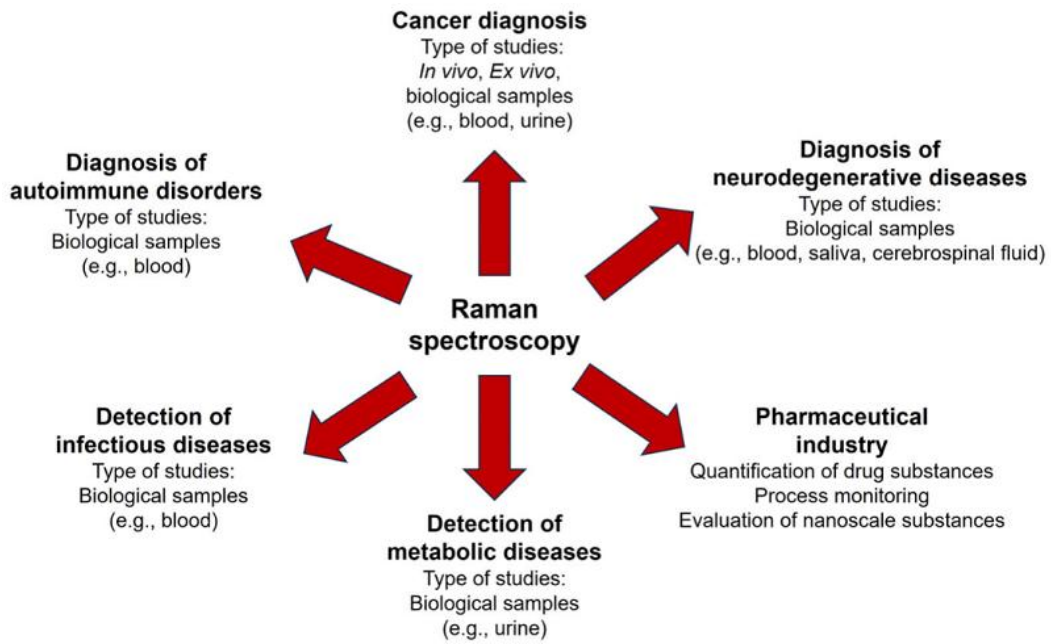 Cancer diagnosis
Type of studies:
In vivo, Ex vivo,
biological samples
(e.g., blood, urine)
Diagnosis of
autoimmune disorders
Type of studies:
Biological samples
(e.g., blood)
Diagnosis of
neurodegenerative diseases
Type of studies:
Biological samples
(e.g., blood, saliva, cerebrospinal fluid)
Raman
spectroscopy
Detection of
infectious diseases
Type of studies:
Biological samples
(e.g., blood)
Detection of
metabolic diseases
Type of studies:
Biological samples
(e.g., urine)
Pharmaceutical
industry
Quantification of drug substances
Process monitoring
Evaluation of nanoscale substances